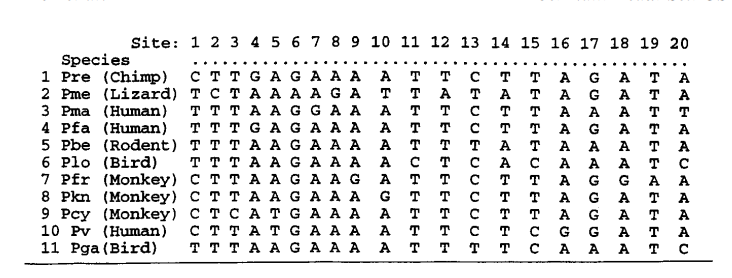 Site: 1 2 3 4 5 6 7 8 9 10 11 12 13 14 15 16 17 18 19 20
Species ............................................
1 Pre (Chimp) C T T G A G A A A A T T C T T A G A T A
2 Pme (Lizard) T C T A A A A G A T T A T A T A G A T A
3 Pma (Human) T T T A A G G A A A T T C T T A A A T T
4 Pfa (Human) T T T G A G A A A A T T C T T A G A T A
5 Pbe (Rodent) T T T A A G A A A A T T T A T A A A T A
6 Plo (Bird) T T T A A G A A A A C T C A C A A A T C
7 Pfr (Monkey) C T T A A G A A G A T T C T T A G G A A
8 Pkn (Monkey) C T T A A G A A A G T T C T T A G A T A
9 Pcy (Monkey) C T C A T G A A A A T T C T T A G A T A
10 Pv (Human) C T T A T G A A A A T T C T C G G A T A
11 Pga(Bird) T T T A A G A A A A T T T T C A A A T C